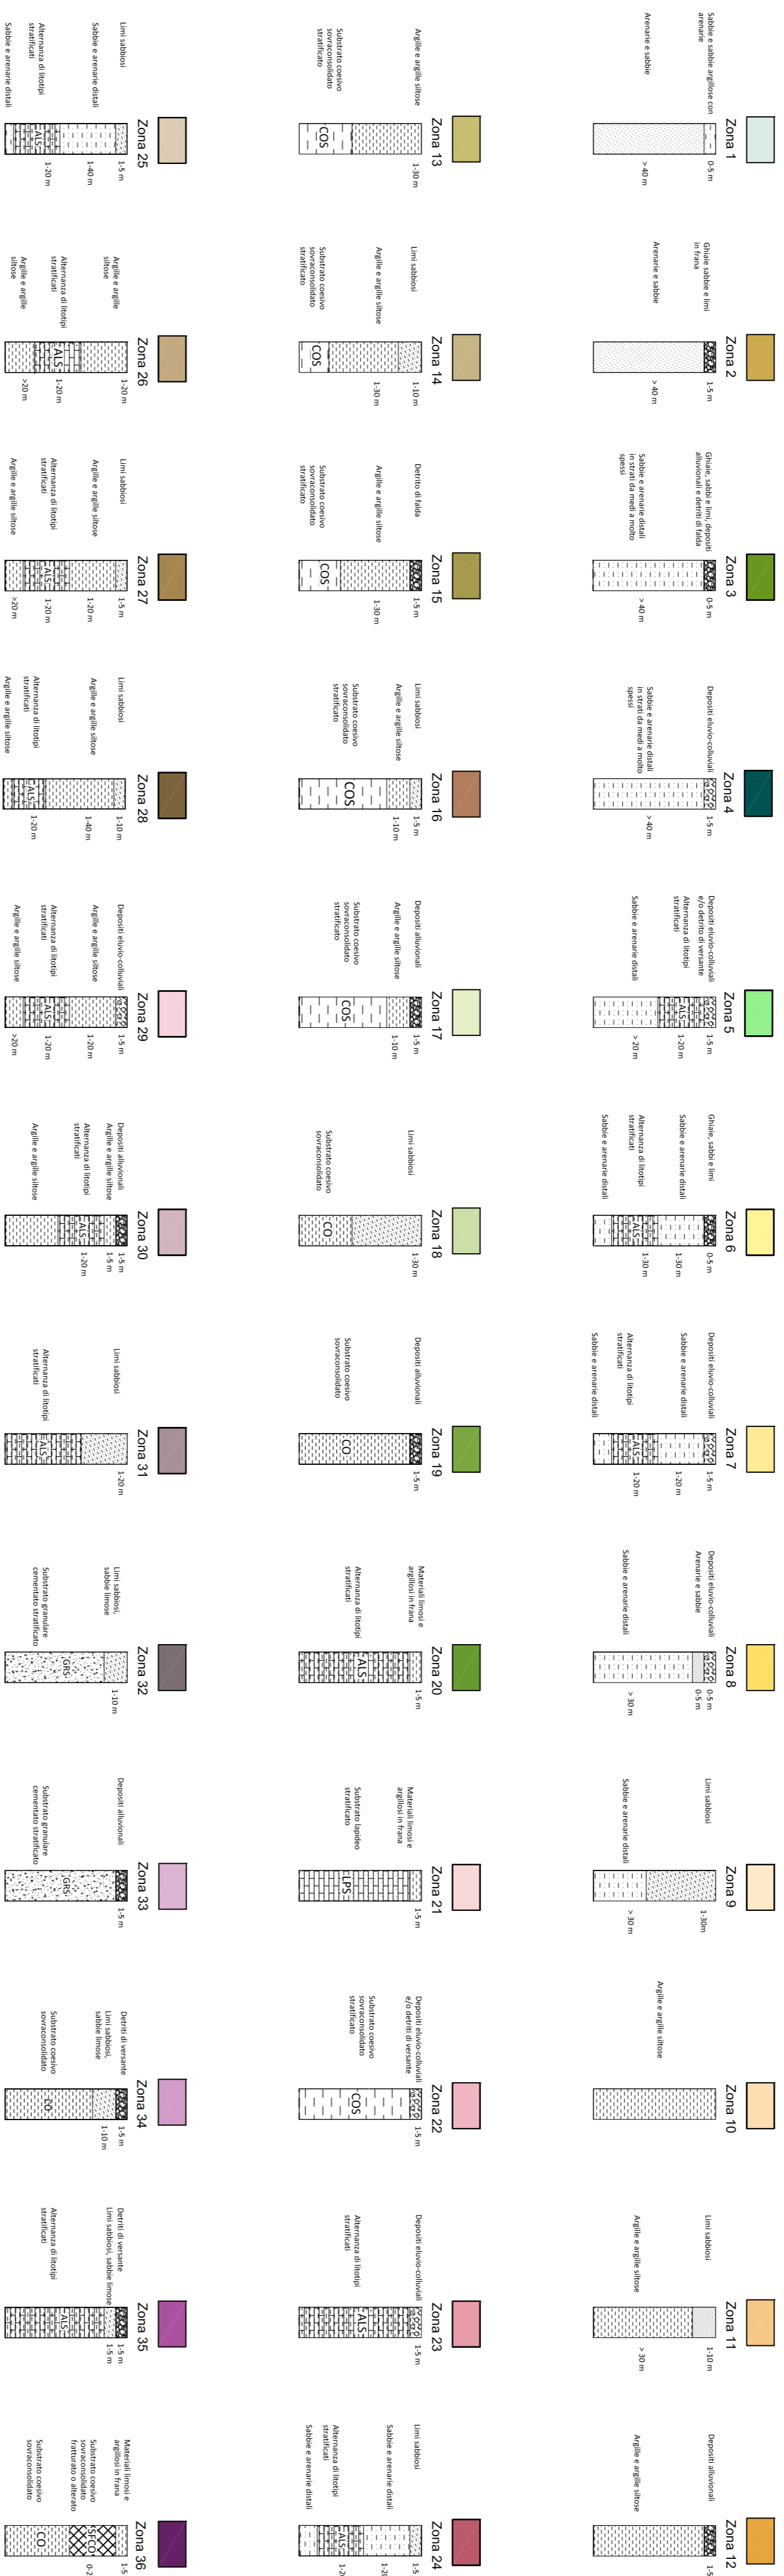 Zona 1
Sabbie e sabbie argillose con
arenarie
0-5 m
Arenarie e sabbie
> 40 m
Zona 2
Ghiaie sabbie e limi
in frana
1-5 m
Arenarie e sabbie
> 40 m
Zona 3
Ghiaie, sabbi e limi, depositi
alluvionali e detriti di falda
0-5 m
Sabbie e arenarie distali
in strati da medi a molto
spessi
> 40 m
Zona 4
Depositi eluvio-colluviali
1-5 m
Sabbie e arenarie distali
in strati da medi a molto
spessi
> 40 m
Zona 5
Depositi eluvio-colluviali
e/o detrito di versante
1-5 m
Alternanza di litotipi
stratificati
ALS
1-20 m
Sabbie e arenarie distali
> 20 m
Zona 6
Ghiaie, sabbi e limi
0-5 m
Sabbie e arenarie distali
1-30 m
Alternanza di litotipi
stratificati
ALS
1-30 m
Sabbie e arenarie distali
Zona 7
Depositi eluvio-colluviali
1-5 m
Sabbie e arenarie distali
1-20 m
Alternanza di litotipi
stratificati
ALS
1-20 m
Sabbie e arenarie distali
Zona 8
Depositi eluvio-colluviali
0-5 m
Arenarie e sabbie
0-5 m
Sabbie e arenarie distali
> 30 m
Zona 9
Limi sabbiosi
1-30m
Sabbie e arenarie distali
> 30 m
Zona 10
Argille e argille siltose
Zona 11
Limi sabbiosi
1-10 m
Argille e argille siltose
> 30 m
Zona 12
Depositi alluvionali
1-5 m
Argille e argille siltose
Zona 13
Argille e argille siltose
1-30 m
Substrato coesivo
sovraconsolidato
stratificato
COS
Zona 14
Limi sabbiosi
1-10 m
Argille e argille siltose
1-30 m
Substrato coesivo
sovraconsolidato
stratificato
COS
Zona 15
Detrito di falda
1-5 m
Argille e argille siltose
1-30 m
Substrato coesivo
sovraconsolidato
stratificato
COS
Zona 16
Limi sabbiosi
1-5 m
Argille e argille siltose
1-10 m
Substrato coesivo
sovraconsolidato
stratificato
COS
Zona 17
Depositi alluvionali
1-5 m
Argille e argille siltose
1-10 m
Substrato coesivo
sovraconsolidato
stratificato
COS
Zona 18
Limi sabbiosi
1-30 m
Substrato coesivo
sovraconsolidato
CO
Zona 19
Depositi alluvionali
1-5 m
Substrato coesivo
sovraconsolidato
CO
Zona 20
Materiali limosi e
argillosi in frana
1-5 m
Alternanza di litotipi
stratificati
ALS
Zona 21
Materiali limosi e
argillosi in frana
1-5 m
Substrato lapideo
stratificato
LPS
Zona 22
Depositi eluvio-colluviali
e/o detriti di versante
1-5 m
Substrato coesivo
sovraconsolidato
stratificato
COS
Zona 23
Depositi eluvio-colluviali
1-5 m
Alternanza di litotipi
stratificati
ALS
Zona 24
Limi sabbiosi
1-5
Sabbie e arenarie distali
1-20
Alternanza di litotipi
stratificati
ALS
Sabbie e arenarie distali
Zona 25
Limi sabbiosi
1-5 m
Sabbie e arenarie distali
1-40 m
Alternanza di litotipi
stratificati
ALS
1-20 m
Sabbie e arenarie distali
Zona 26
Argille e argille
siltose
1-20 m
Alternanza di litotipi
stratificati
ALS
1-20 m
Argille e argille
siltose
>20 m
Zona 27
Limi sabbiosi
1-5 m
Argille e argille siltose
1-20 m
Alternanza di litotipi
stratificati
ALS
1-20 m
Argille e argille siltose
>20 m
Zona 28
Limi sabbiosi
1-10 m
Argille e argille siltose
1-40 m
Alternanza di litotipi
stratificati
ALS
1-20 m
Argille e argille siltose
Zona 29
Depositi eluvio-colluviali
1-5 m
Argille e argille siltose
1-20 m
Alternanza di litotipi
stratificati
ALS
1-20 m
Argille e argille siltose
>20 m
Zona 30
Depositi alluvionali
1-5 m
Argille e argille siltose
1-5 m
Alternanza di litotipi
stratificati
ALS
1-20 m
Argille e argille siltose
Zona 31
Limi sabbiosi
1-20 m
Alternanza di litotipi
stratificati
ALS
Zona 32
Limi sabbiosi,
sabbie limose
1-10 m
Substrato granulare
cementato stratificato
GRS
Zona 33
Depositi alluvionali
1-5 m
Substrato granulare
cementato stratificato
GRS
Zona 34
Detriti di versante
1-5 m
Limi sabbiosi,
sabbie limose
1-10 m
Substrato coesivo
sovraconsolidato
CO
Zona 35
Detriti di versante
1-5 m
Limi sabbiosi, sabbie limose
1-5 m
Alternanza di litotipi
stratificati
ALS
Zona 36
Materiali limosi e
argillosi in frana
1-5
Substrato coesivo
sovraconsolidato
fratturato o alterato
SFCO
0-2
Substrato coesivo
sovraconsolidato
CO